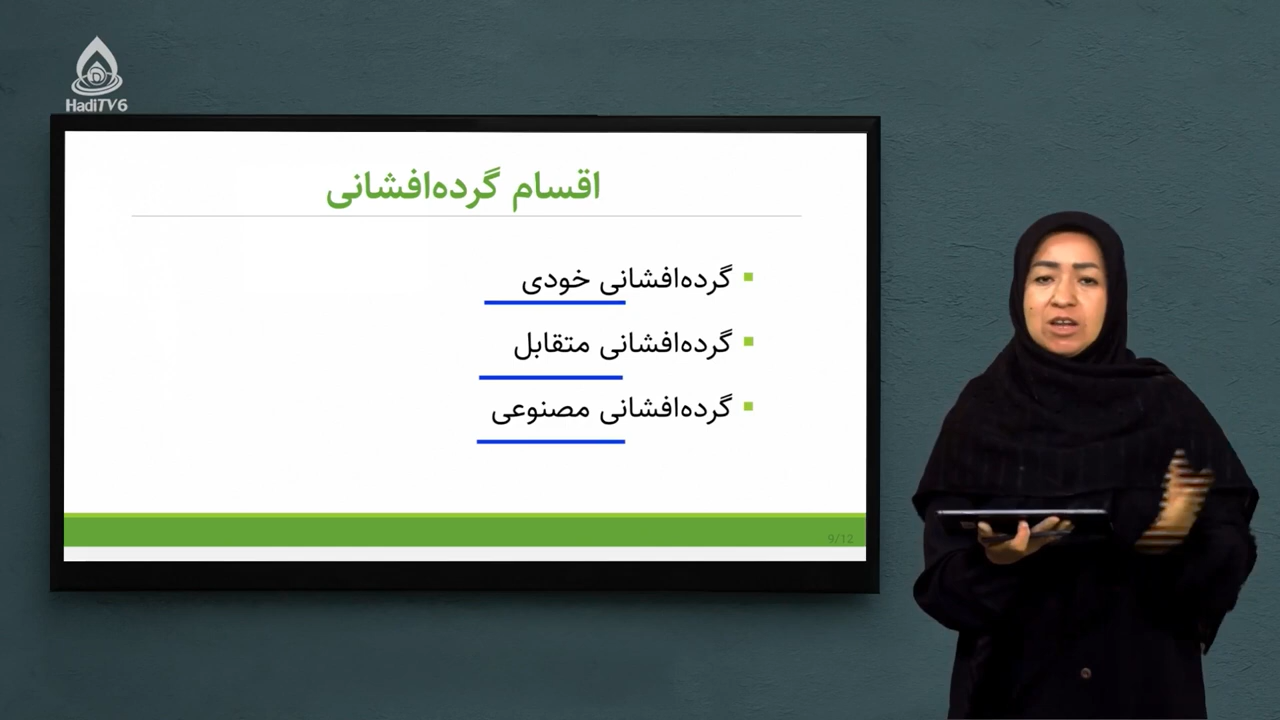 HadiTV6
اقسام گرده‌افشانی
گرده‌افشانی خودی
گرده‌افشانی متقابل
گرده‌افشانی مصنوعی
9/12